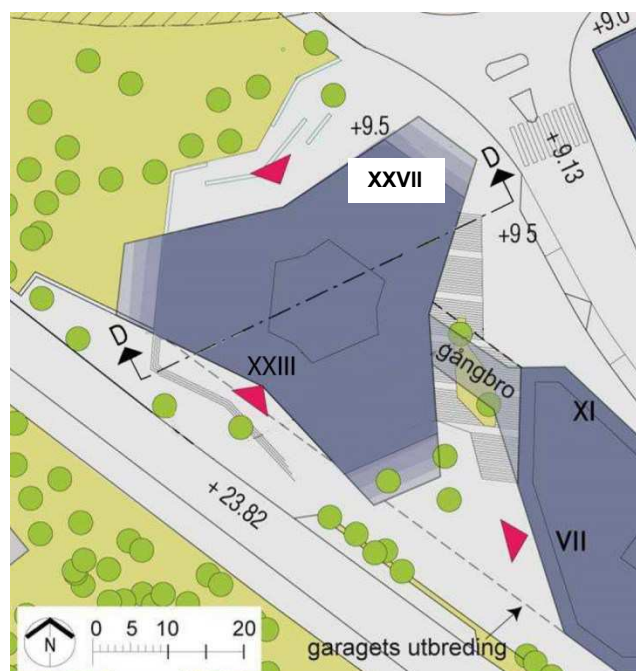 +9.0
+9.5
XXVII
D
+9.13
+9 5
D
XXIII
gångbro
XI
+ 23.82
VII
N
0 5 10 20
garagets utbreding